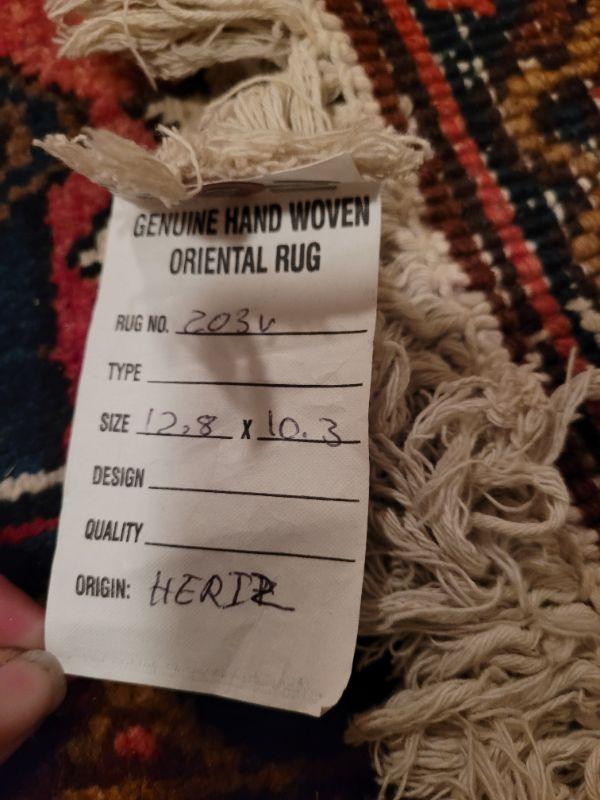 GENUINE HAND WOVEN
ORIENTAL RUG
RUG NO. 203v
TYPE
SIZE 12.8 x 10.3
DESIGN
QUALITY
ORIGIN: HERIZ